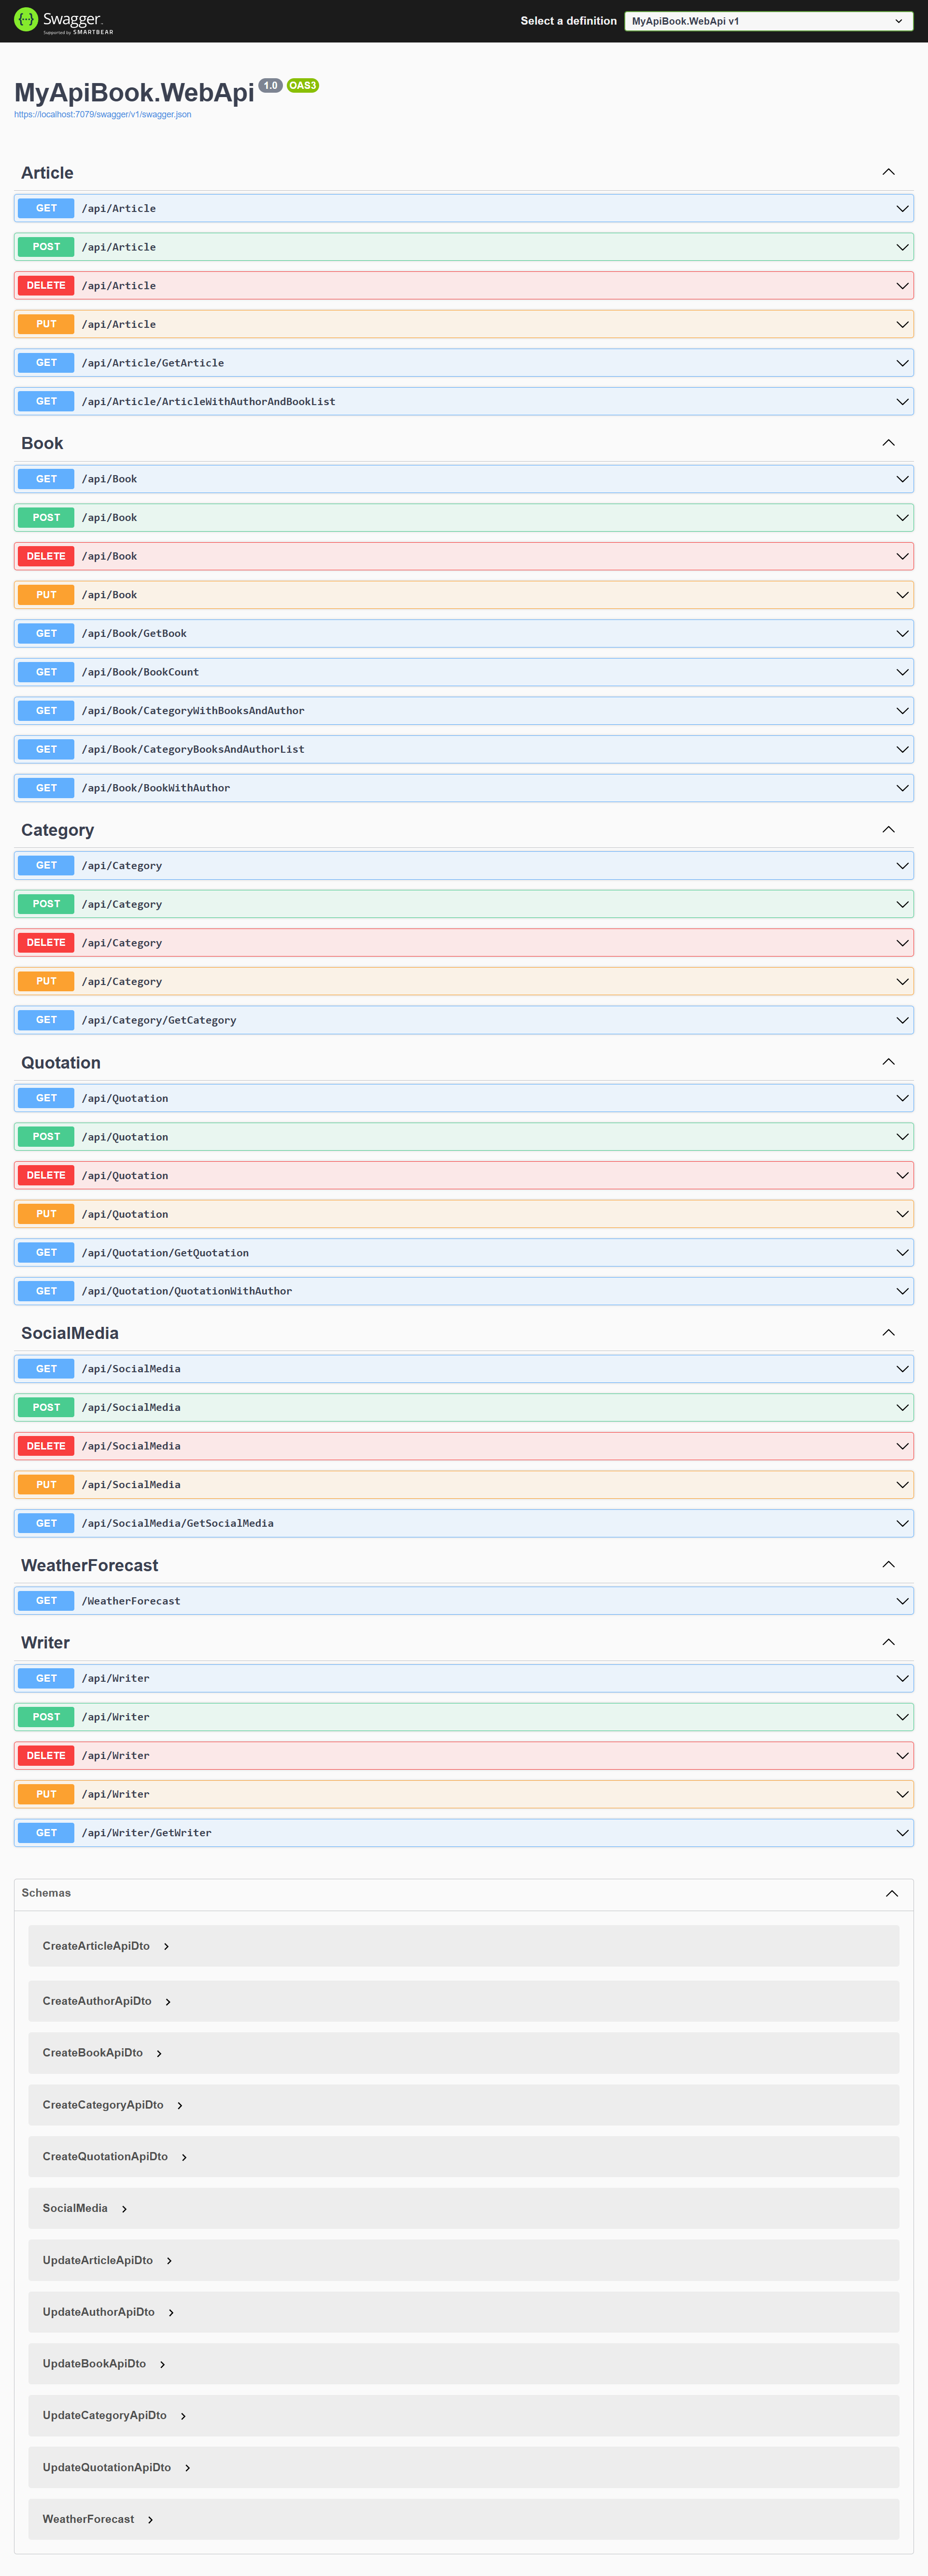 Swagger.
Supported by SMARTBEAR
Select a definition
MyApiBook.WebApi v1
MyApiBook.WebApi 1.0 OAS3
https://localhost:7079/swagger/v1/swagger.json
Article
GET /api/Article
POST /api/Article
DELETE /api/Article
PUT /api/Article
GET /api/Article/GetArticle
GET /api/Article/ArticleWithAuthorAndBookList
Book
GET /api/Book
POST /api/Book
DELETE /api/Book
PUT /api/Book
GET /api/Book/GetBook
GET /api/Book/BookCount
GET /api/Book/CategoryWithBooksAndAuthor
GET /api/Book/CategoryBooksAndAuthorList
GET /api/Book/BookWithAuthor
Category
GET /api/Category
POST /api/Category
DELETE /api/Category
PUT /api/Category
GET /api/Category/GetCategory
Quotation
GET /api/Quotation
POST /api/Quotation
DELETE /api/Quotation
PUT /api/Quotation
GET /api/Quotation/GetQuotation
GET /api/Quotation/QuotationWithAuthor
SocialMedia
GET /api/SocialMedia
POST /api/SocialMedia
DELETE /api/SocialMedia
PUT /api/SocialMedia
GET /api/SocialMedia/GetSocialMedia
WeatherForecast
GET /WeatherForecast
Writer
GET /api/Writer
POST /api/Writer
DELETE /api/Writer
PUT /api/Writer
GET /api/Writer/GetWriter
Schemas
CreateArticleApiDto
CreateAuthorApiDto
CreateBookApiDto
CreateCategoryApiDto
CreateQuotationApiDto
SocialMedia
UpdateArticleApiDto
UpdateAuthorApiDto
UpdateBookApiDto
UpdateCategoryApiDto
UpdateQuotationApiDto
WeatherForecast